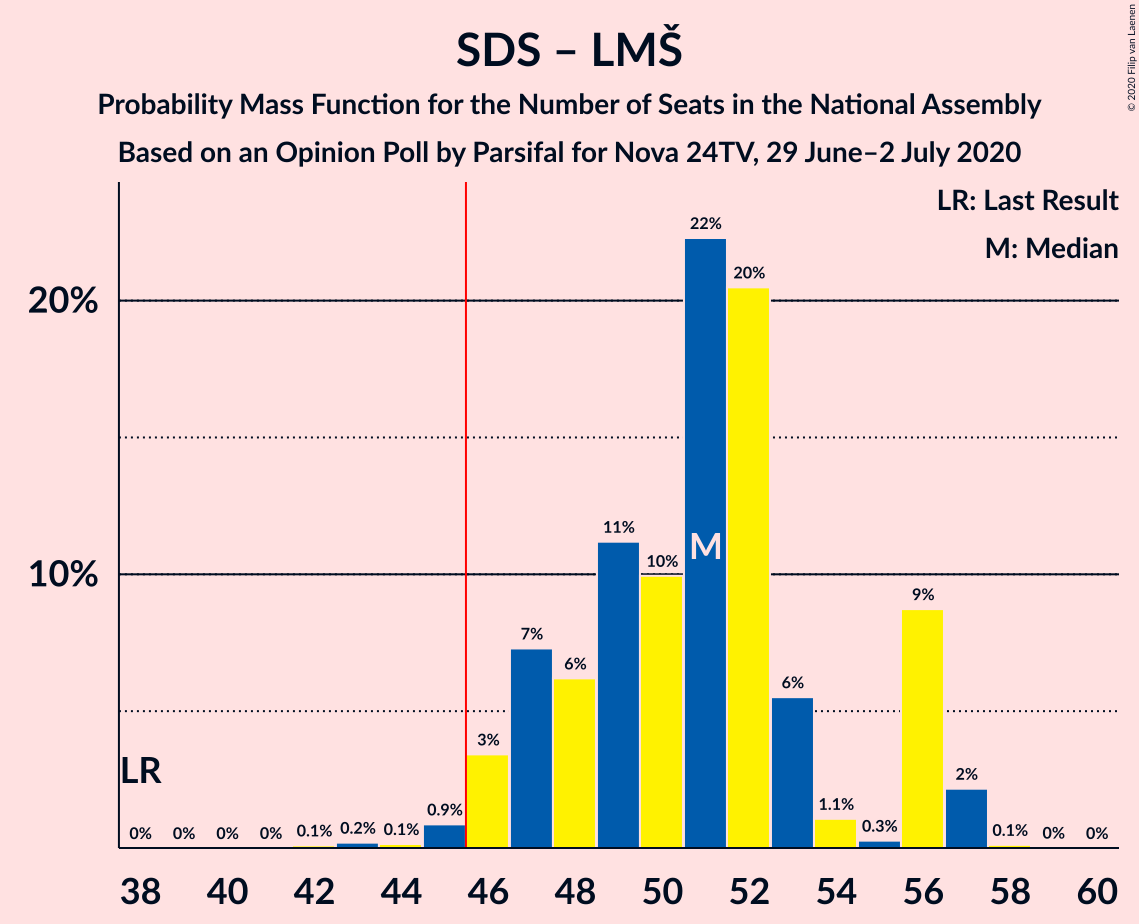 SDS – LMŠ
Probability Mass Function for the Number of Seats in the National Assembly
Based on an Opinion Poll by Parsifal for Nova 24TV, 29 June–2 July 2020
© 2020 Filip van Laenen
LR: Last Result
M: Median
20%
10%
LR
M
0% 0% 0% 0% 0.1% 0.2% 0.1% 0.9% 3% 7% 6% 11% 10% 22% 20% 6% 1.1% 0.3% 9% 2% 0.1% 0% 0%
38 40 42 44 46 48 50 52 54 56 58 60